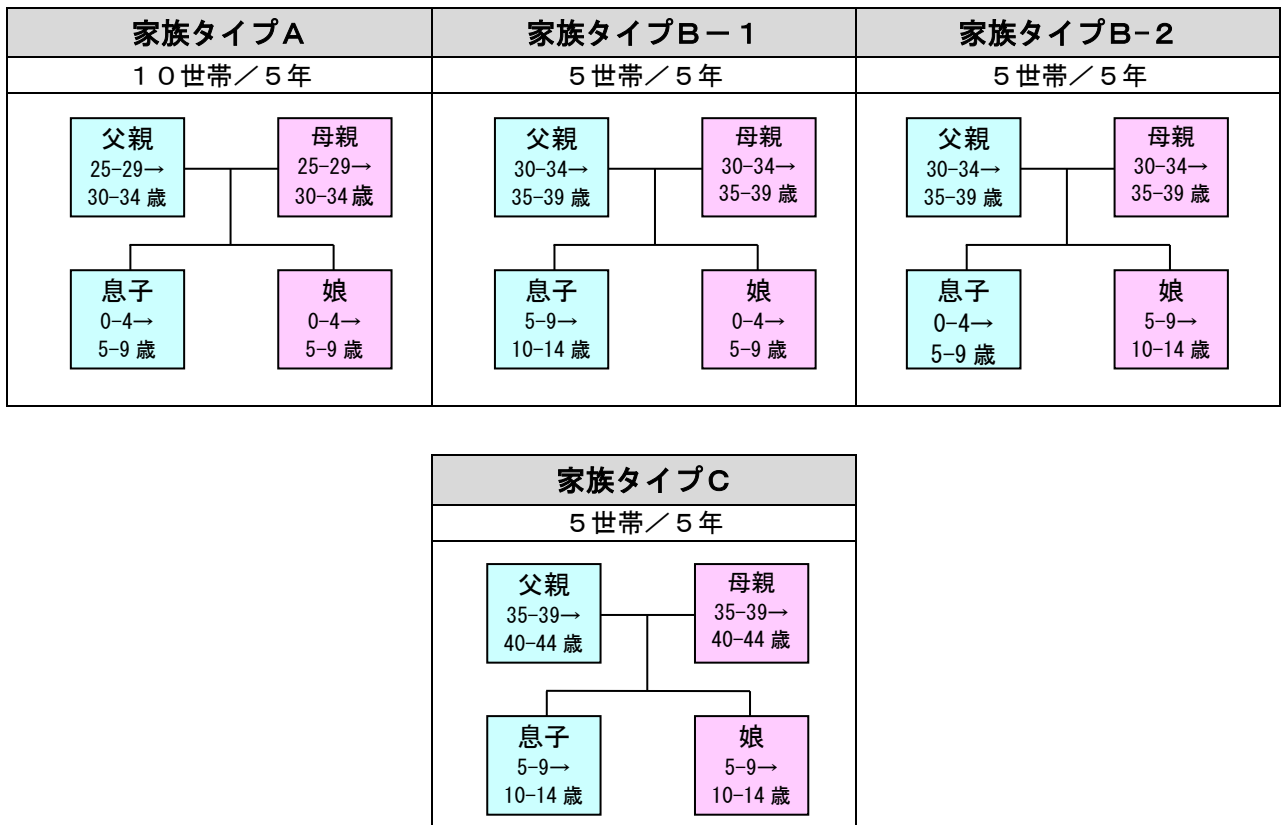 家族タイプA
１０世帯／５年
父親
25-29→
30-34 歳
母親
25-29→
30-34 歳
息子
0-4→
5-9 歳
娘
0-4→
5-9 歳
家族タイプB－１
５世帯／５年
父親
30-34→
35-39 歳
母親
30-34→
35-39 歳
息子
5-9→
10-14 歳
娘
0-4→
5-9 歳
家族タイプB-2
５世帯／５年
父親
30-34→
35-39 歳
母親
30-34→
35-39 歳
息子
0-4→
5-9 歳
娘
5-9→
10-14 歳
家族タイプC
５世帯／５年
父親
35-39→
40-44 歳
母親
35-39→
40-44 歳
息子
5-9→
10-14 歳
娘
5-9→
10-14 歳